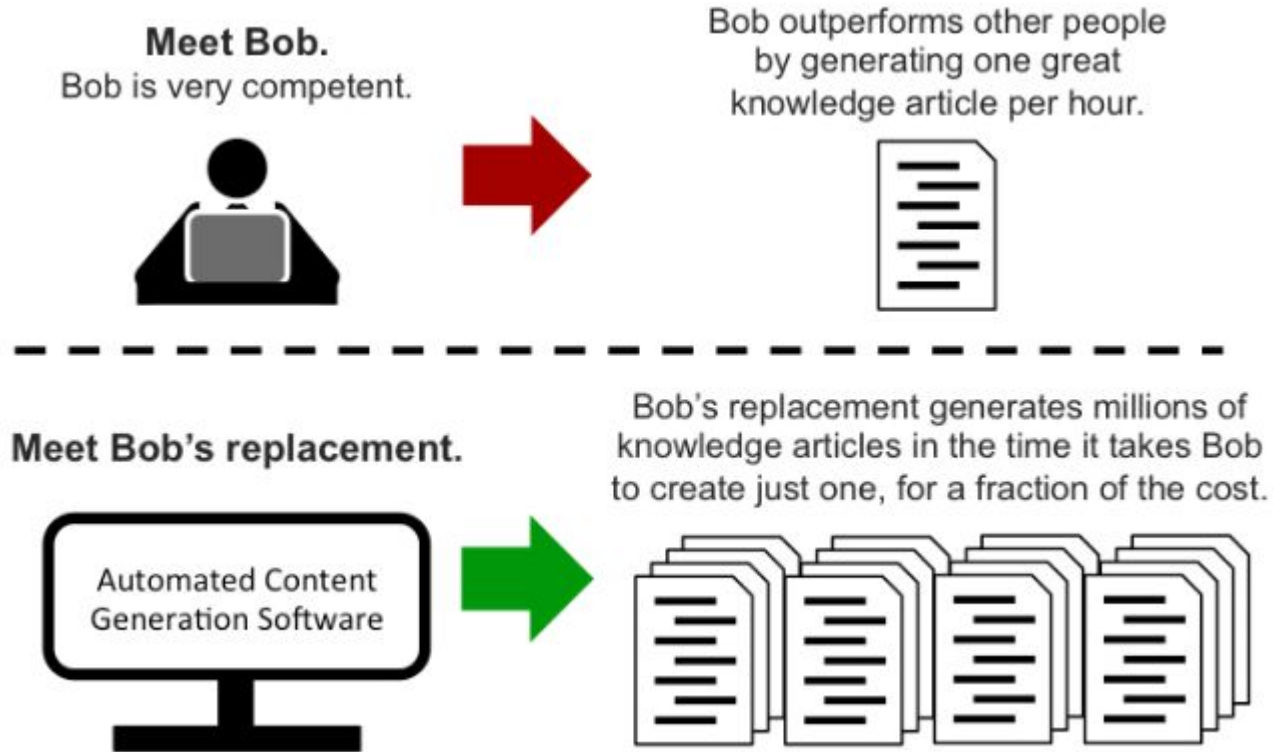 Meet Bob.
Bob is very competent.
Bob outperforms other people
by generating one great
knowledge article per hour.
Meet Bob’s replacement.
Automated Content
Generation Software
Bob’s replacement generates millions of
knowledge articles in the time it takes Bob
to create just one, for a fraction of the cost.